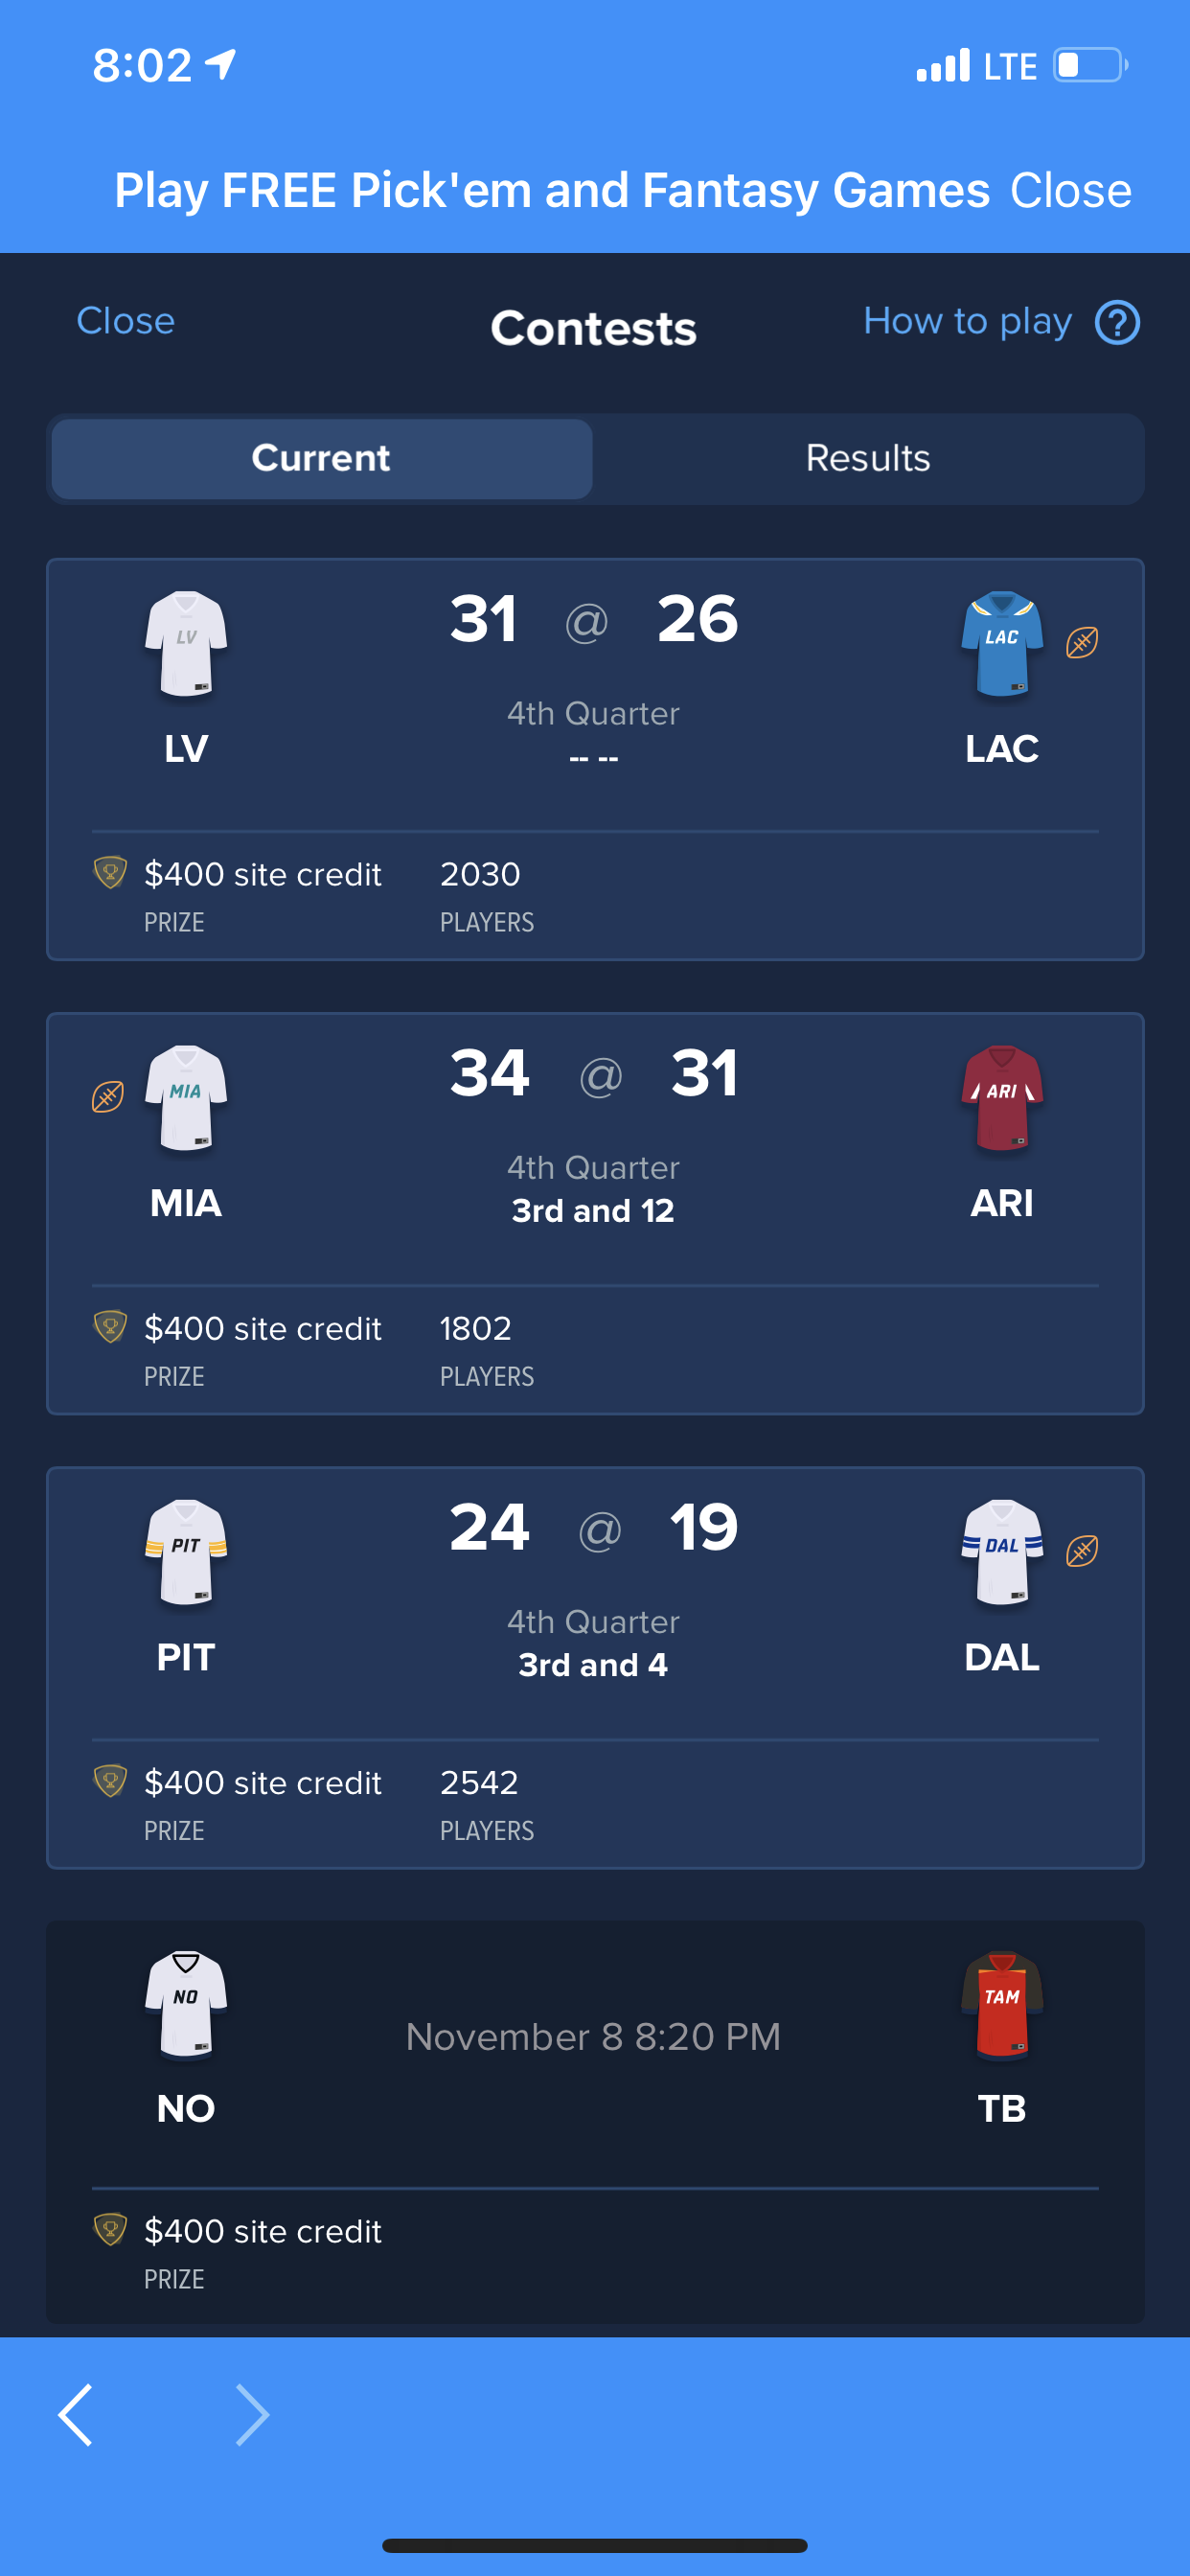 8:02 LTE
Play FREE Pick'em and Fantasy Games Close
Close Contests How to play ?
Current Results
LV 31 @ 26 LAC
4th Quarter
LV -- -- LAC
$400 site credit 2030
PRIZE PLAYERS
MIA 34 @ 31 ARI
4th Quarter
MIA 3rd and 12 ARI
$400 site credit 1802
PRIZE PLAYERS
PIT 24 @ 19 DAL
4th Quarter
PIT 3rd and 4 DAL
$400 site credit 2542
PRIZE PLAYERS
NO TAM
November 8 8:20 PM
NO TB
$400 site credit
PRIZE